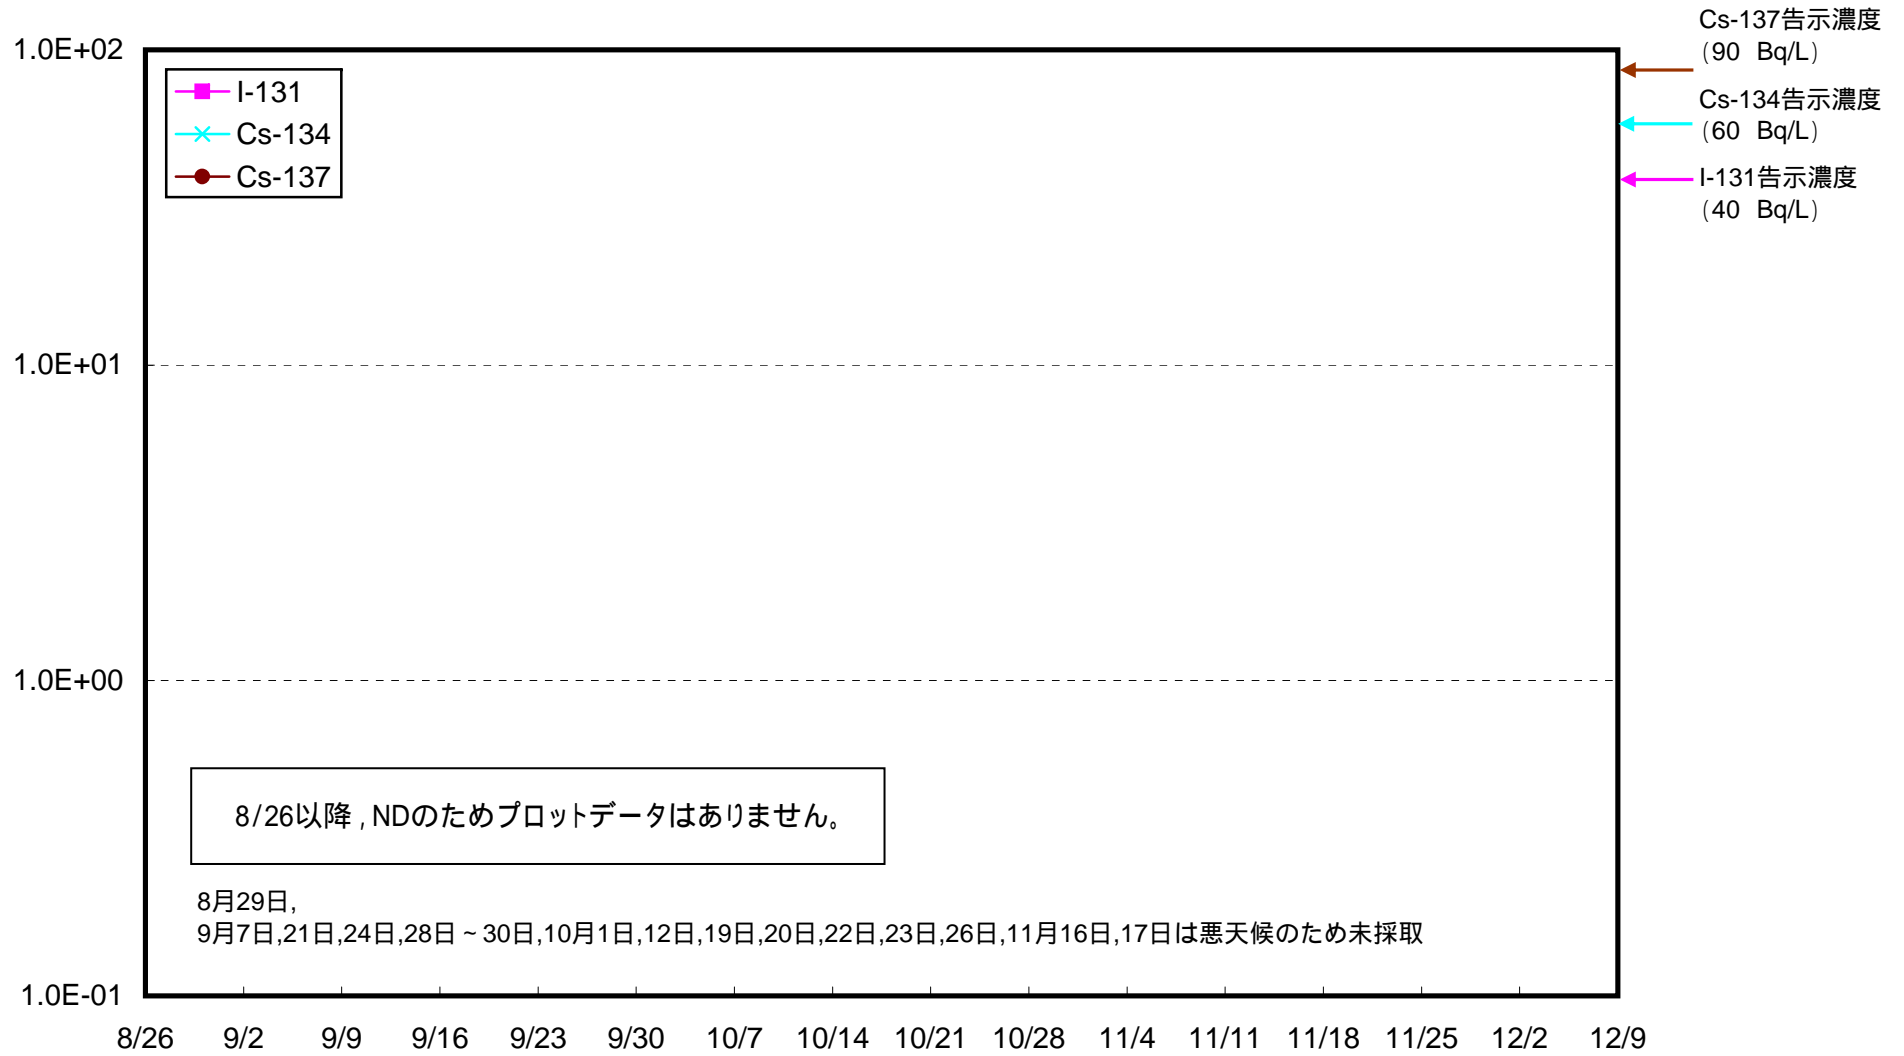 1.0E+02
1.0E+01
1.0E+00
1.0E-01
I-131
Cs-134
Cs-137
Cs-137告示濃度
(90 Bq/L)
Cs-134告示濃度
(60 Bq/L)
I-131告示濃度
(40 Bq/L)
8/26以降,NDのためプロットデータはありません。
8月29日,
9月7日,21日,24日,28日~30日,10月1日,12日,19日,20日,22日,23日,26日,11月16日,17日は悪天候のため未採取
8/26 9/2 9/9 9/16 9/23 9/30 10/7 10/14 10/21 10/28 11/4 11/11 11/18 11/25 12/2 12/9